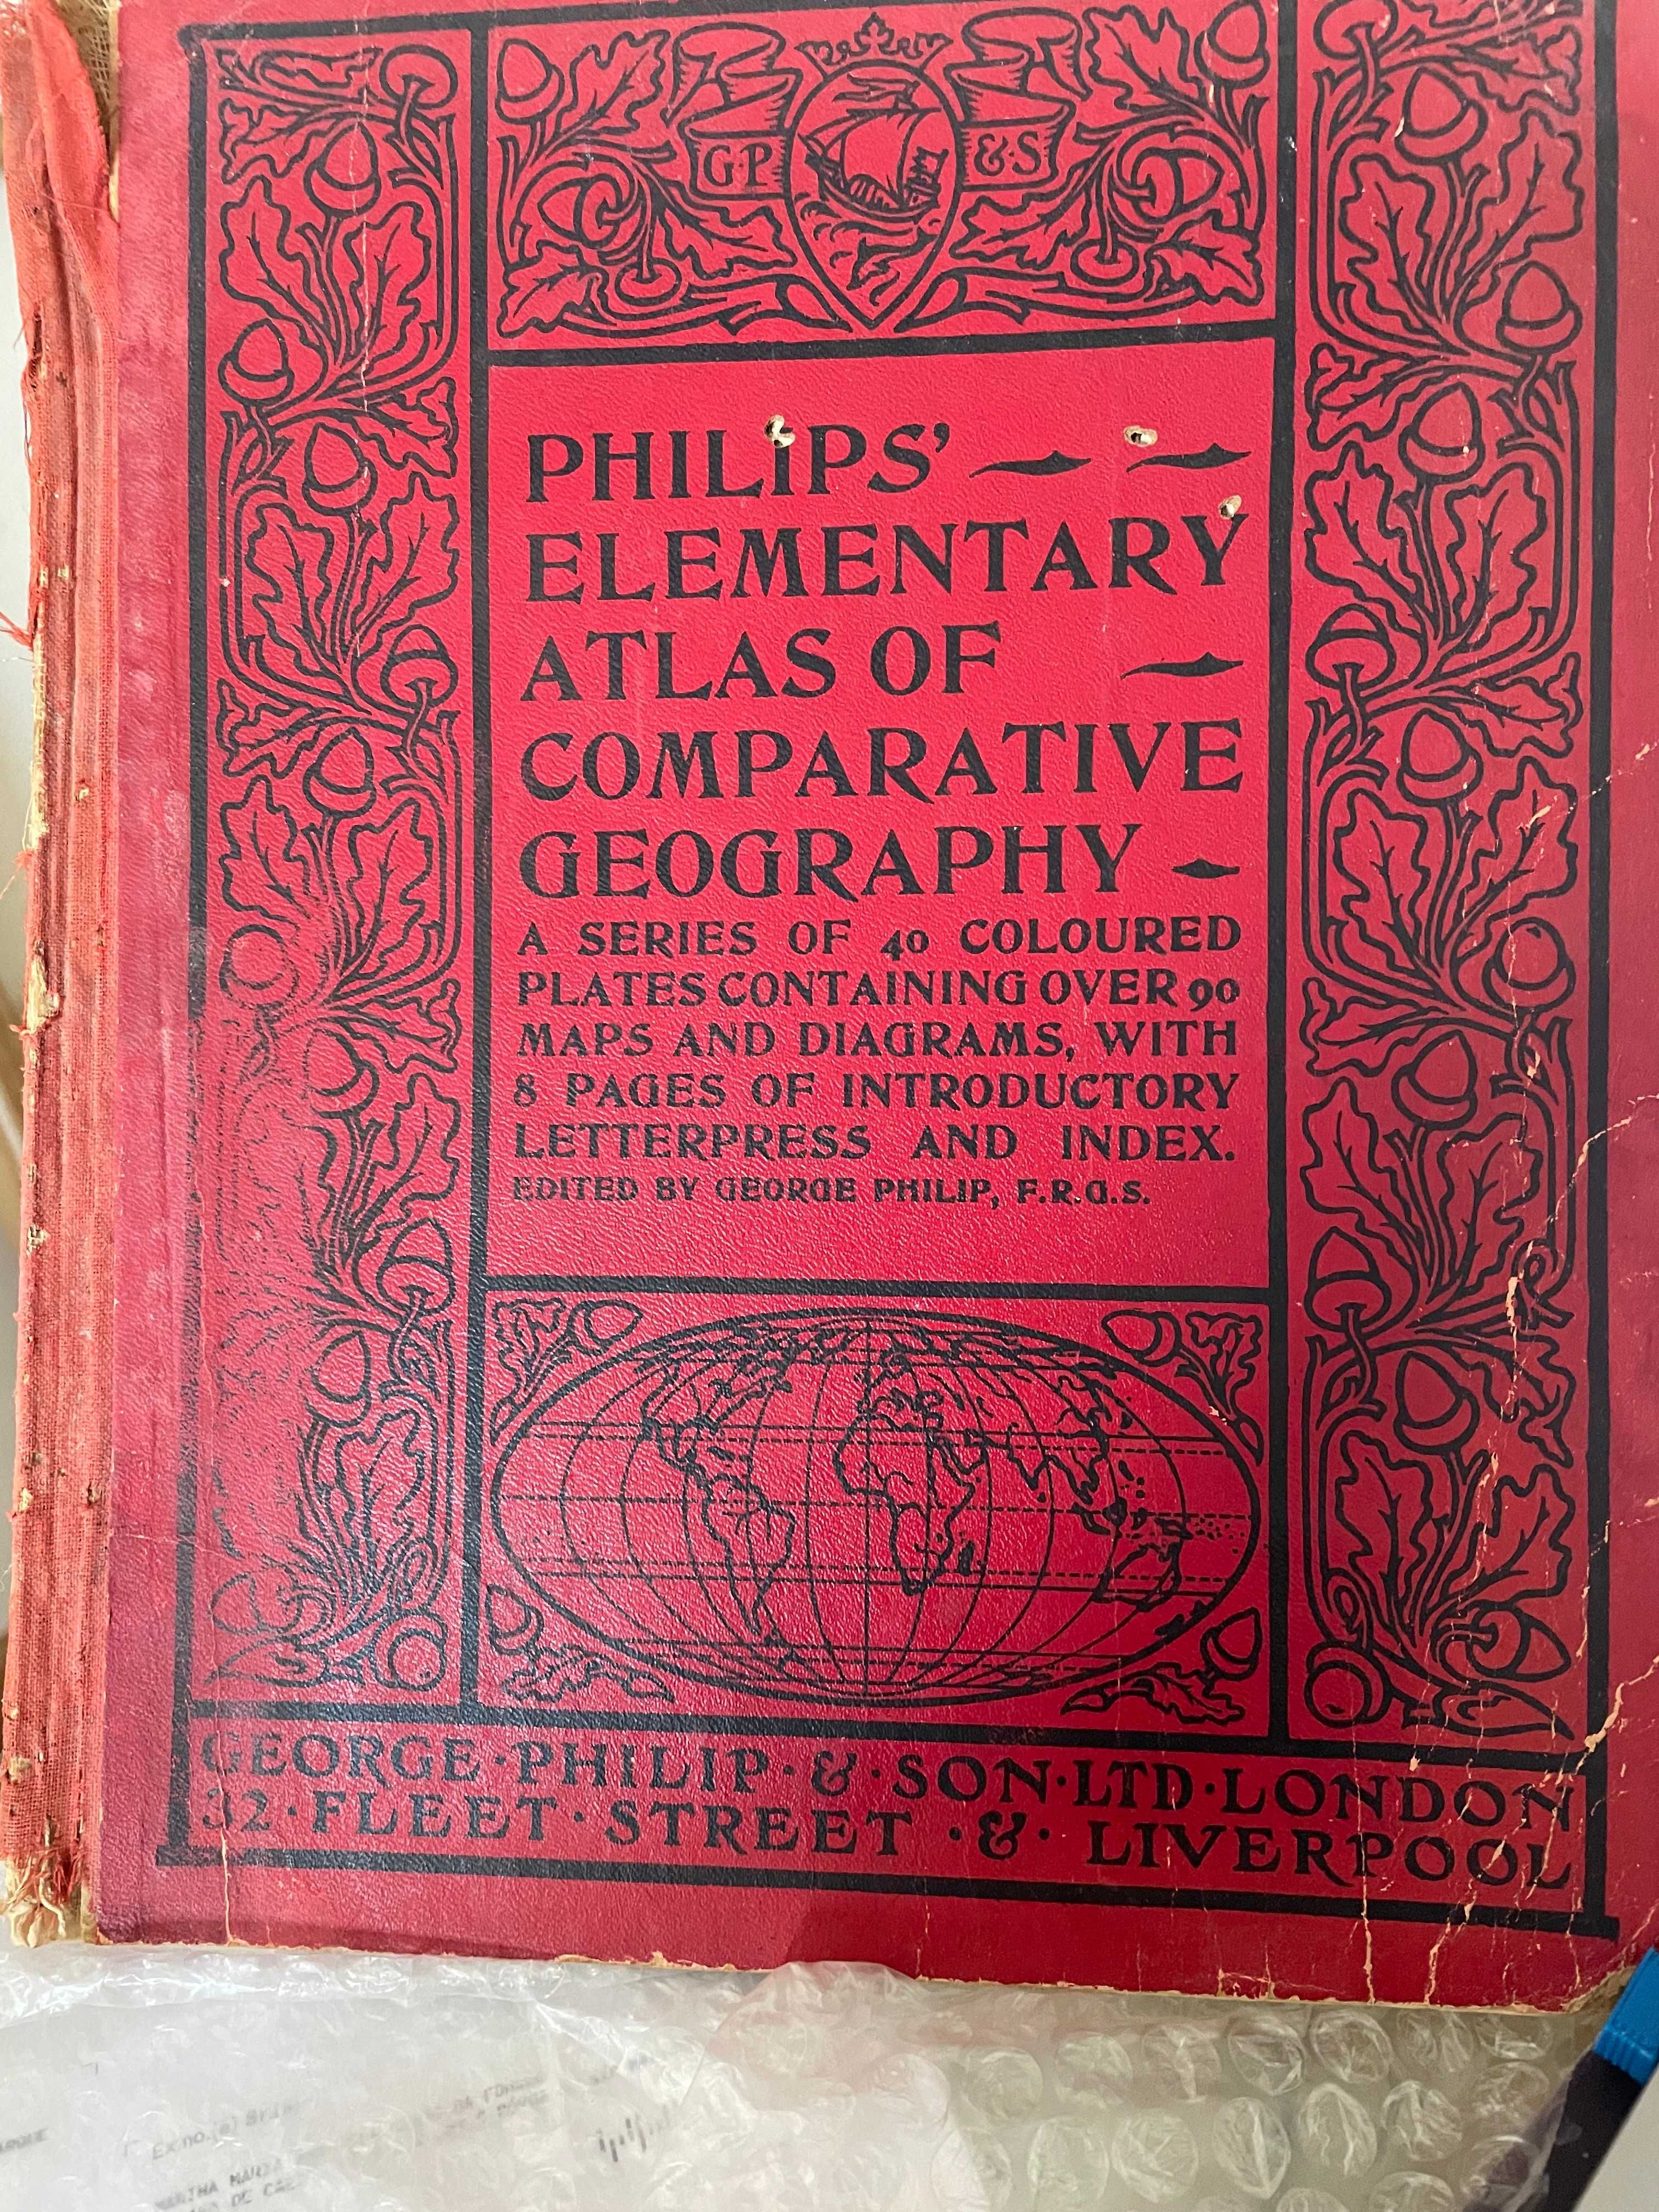 G·P &·S
PHILIPS'
ELEMENTARY
ATLAS OF
COMPARATIVE
GEOGRAPHY
A SERIES OF 40 COLOURED
PLATES CONTAINING OVER 90
MAPS AND DIAGRAMS, WITH
8 PAGES OF INTRODUCTORY
LETTERPRESS AND INDEX.
EDITED BY GEORGE PHILIP, F.R.G.S.
GEORGE·PHILIP·&·SON·LTD·LONDON
32·FLEET·STREET·&·LIVERPOOL